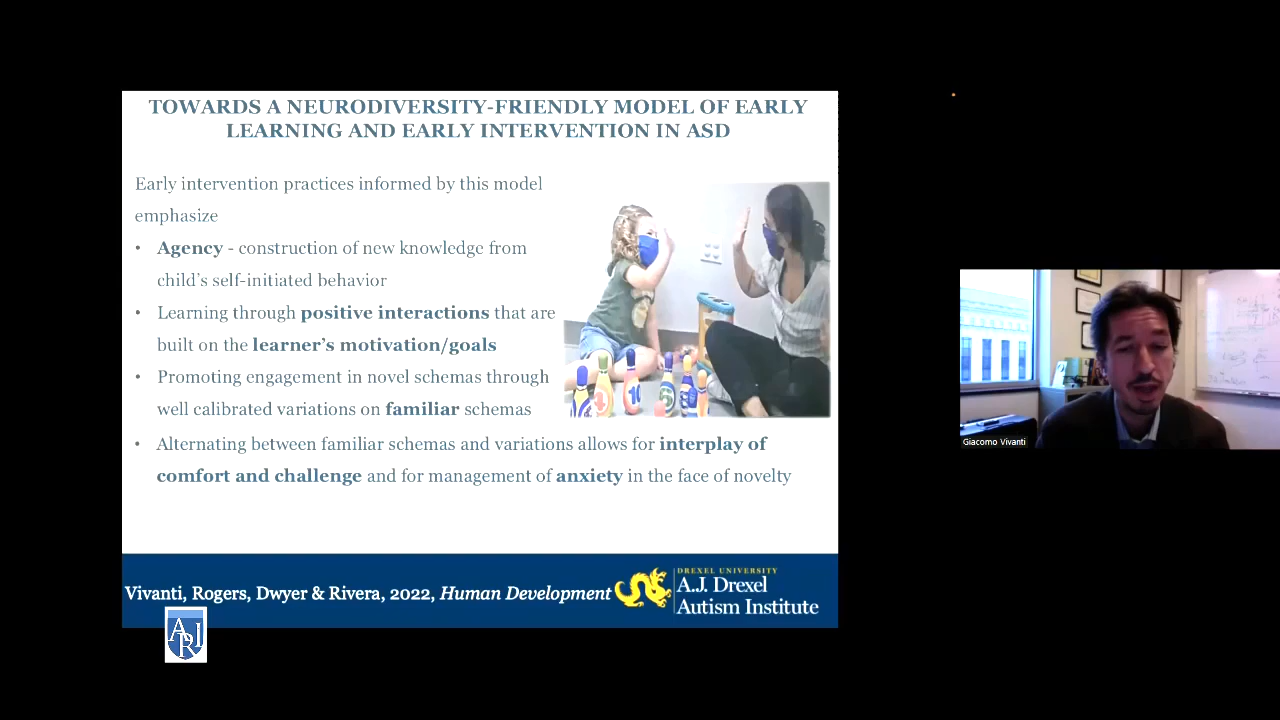 TOWARDS A NEURODIVERSITY-FRIENDLY MODEL OF EARLY
LEARNING AND EARLY INTERVENTION IN ASD
Early intervention practices informed by this model
emphasize
• Agency - construction of new knowledge from
child's self-initiated behavior
• Learning through positive interactions that are
built on the learner's motivation/goals
• Promoting engagement in novel schemas through
well calibrated variations on familiar schemas
• Alternating between familiar schemas and variations allows for interplay of
comfort and challenge and for management of anxiety in the face of novelty
Vivanti, Rogers, Dwyer & Rivera, 2022, Human Development
DREXEL UNIVERSITY
A.J. Drexel
Autism Institute
ARI
Giacomo Vivanti